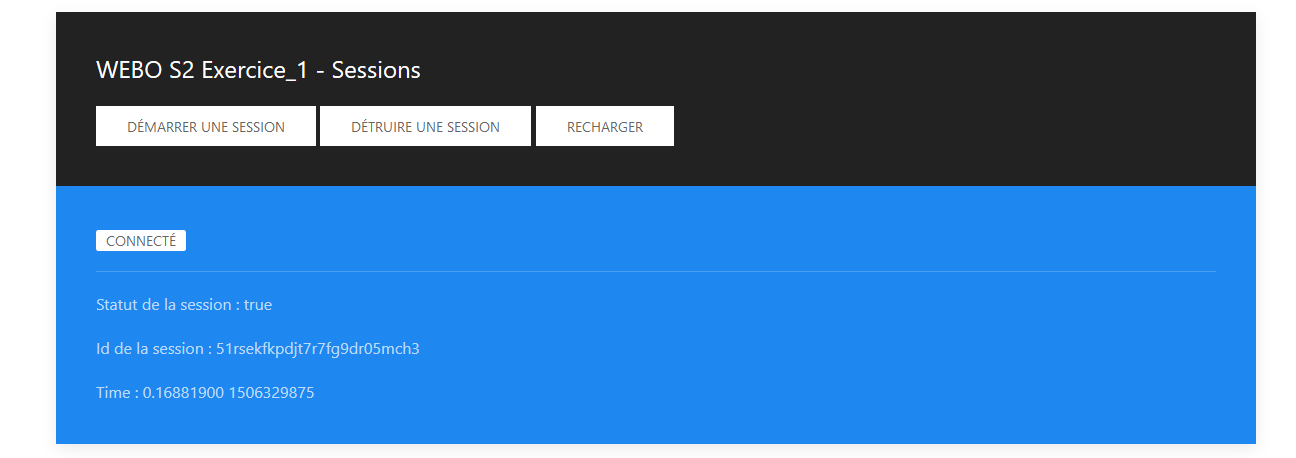 WEBO S2 Exercice_1 - Sessions
DÉMARRER UNE SESSION DÉTRUIRE UNE SESSION RECHARGER
CONNECTÉ
Statut de la session : true
Id de la session : 51rsekfkpdjt7r7fg9dr05mch3
Time : 0.16881900 1506329875